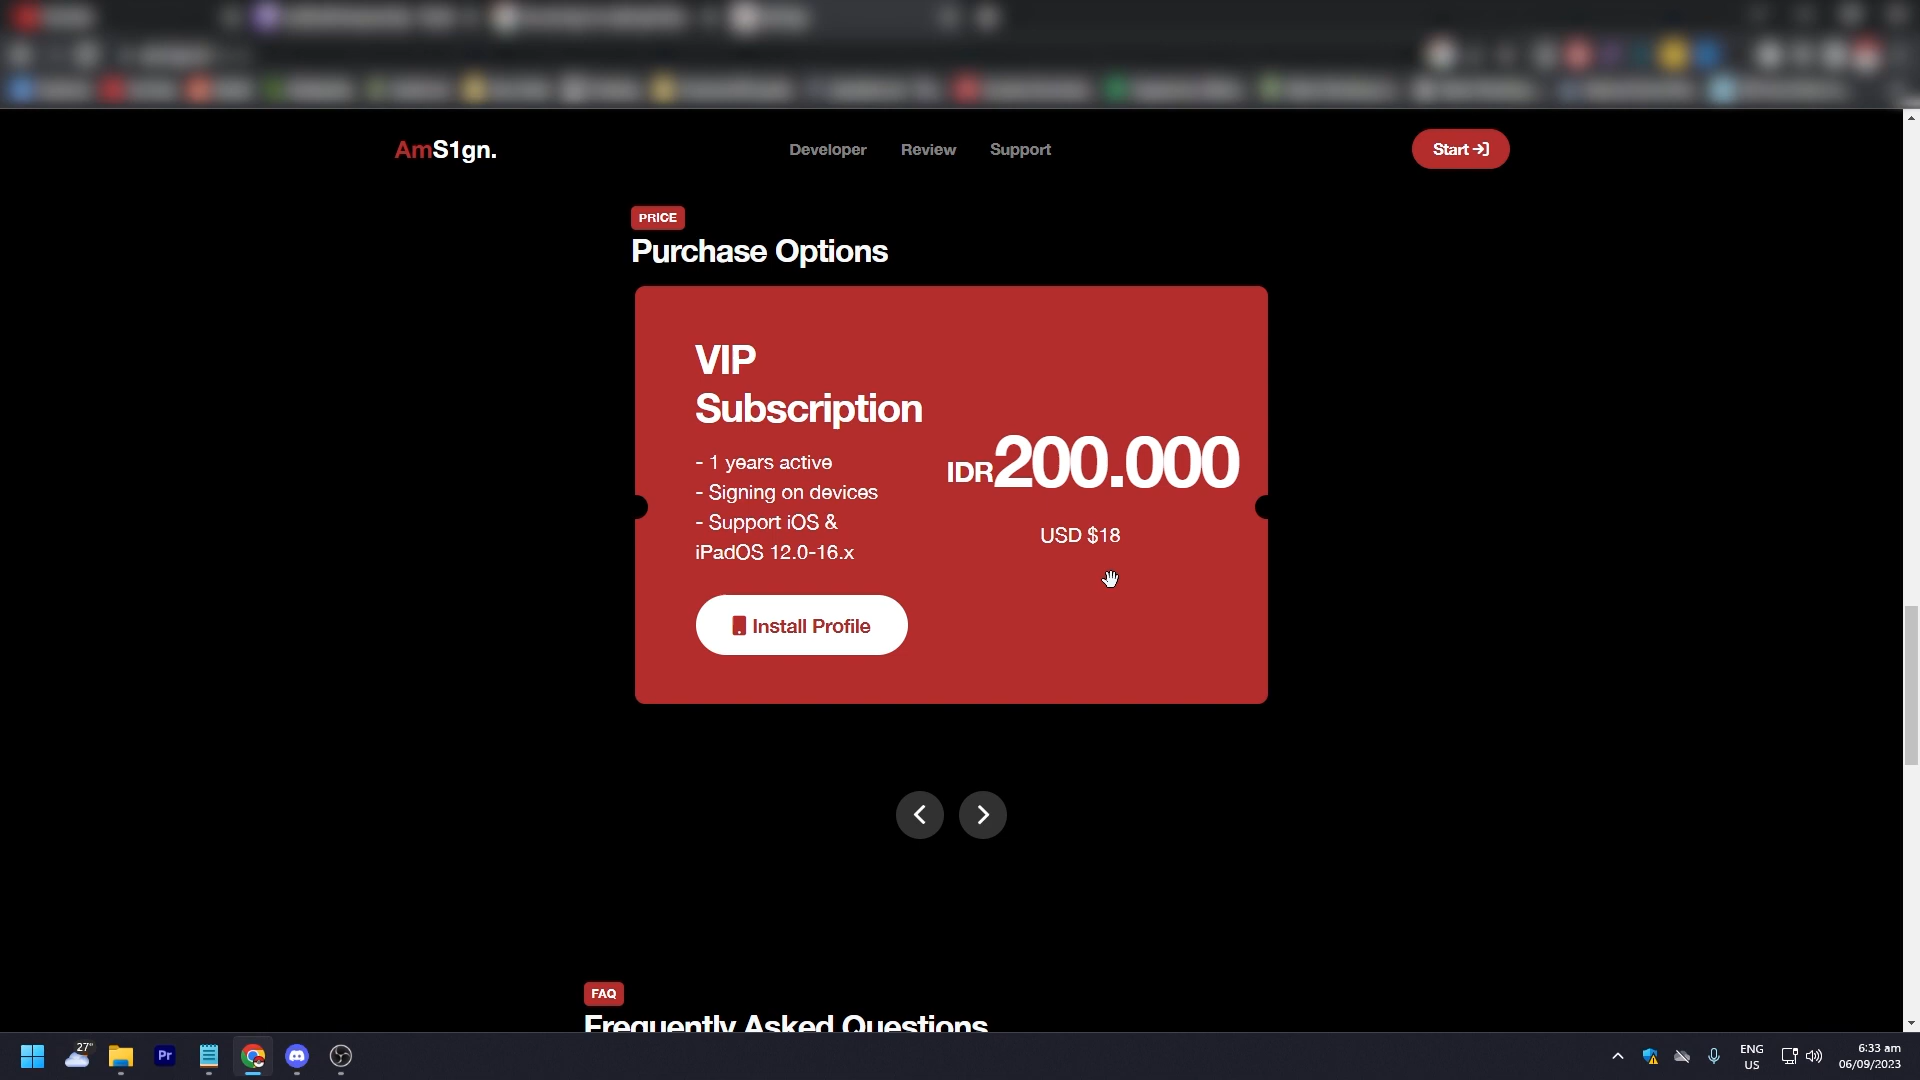 AmS1gn.
Developer
Review
Support
Start
PRICE
Purchase Options
VIP
Subscription
- 1 years active
- Signing on devices
- Support iOS &
iPadOS 12.0-16.x
IDR200.000
USD $18
Install Profile
FAQ
Frequently Asked Questions
27°
Pr
ENG
US
6:33 am
06/09/2023